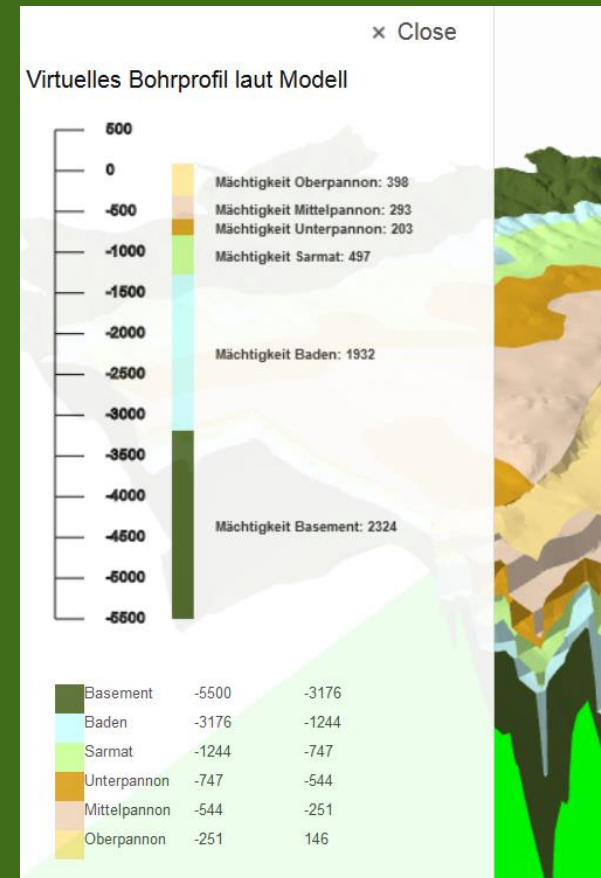 × Close
Virtuelles Bohrprofil laut Modell
500
0
Mächtigkeit Oberpannon: 398
-500 Mächtigkeit Mittelpannon: 293
Mächtigkeit Unterpannon: 203
-1000 Mächtigkeit Sarmat: 497
-1500
-2000
Mächtigkeit Baden: 1932
-2500
-3000
-3500
-4000
-4500 Mächtigkeit Basement: 2324
-5000
-5500
Basement -5500 -3176
Baden -3176 -1244
Sarmat -1244 -747
Unterpannon -747 -544
Mittelpannon -544 -251
Oberpannon -251 146